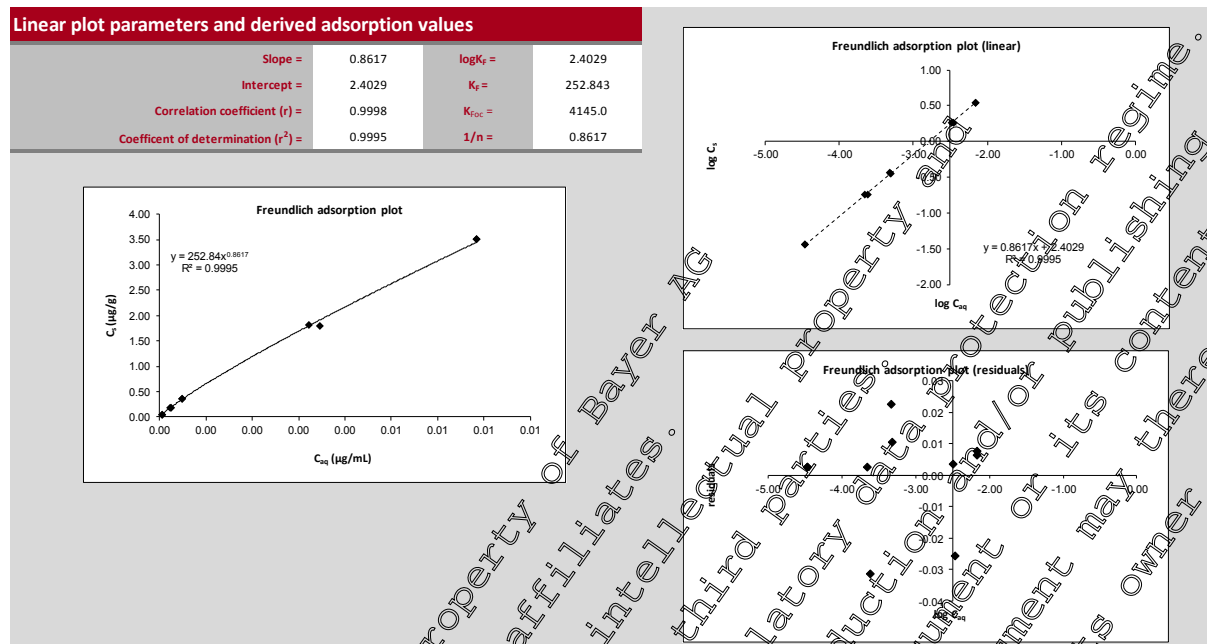 Linear plot parameters and derived adsorption values
Slope = 0.8617 logKF = 2.4029
Intercept = 2.4029 KF = 252.843
Correlation coefficient (r) = 0.9998 KFoc = 4145.0
Coefficent of determination (r²) = 0.9995 1/n = 0.8617
Freundlich adsorption plot
4.00
3.50
3.00
2.50
2.00
1.50
1.00
0.50
0.00
y = 252.84x^0.8617
R² = 0.9995
Cs (µg/g)
0.00 0.00 0.00 0.00 0.00 0.01 0.01 0.01 0.01
Caq (µg/mL)
Freundlich adsorption plot (linear)
1.00
0.50
0.00
-5.00 -4.00 -3.00 -2.00 -1.00 0.00
-0.50
-1.00
-1.50
-2.00
log Cs
y = 0.8617x + 2.4029
R² = 0.9995
log Caq
Freundlich adsorption plot (residuals)
0.03
0.02
0.01
0.00
-5.00 -4.00 -3.00 -2.00 -1.00 0.00
-0.01
-0.02
-0.03
-0.04
residuals
log Caq
property of Bayer AG
affiliates.
intellectual property and
third parties.
data protection regime.
and/or publishing
or its content
may
owner